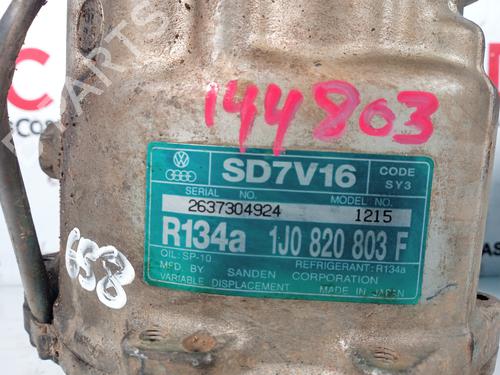 144803
SD7V16
CODE
SY3
SERIAL NO.
MODEL NO.
2637304924
1215
R134a 1J0 820 803 F
OIL:SP-10
REFRIGERANT:R134a
MFD. BY SANDEN CORPORATION
VARIABLE DISPLACEMENT MADE IN JAPAN